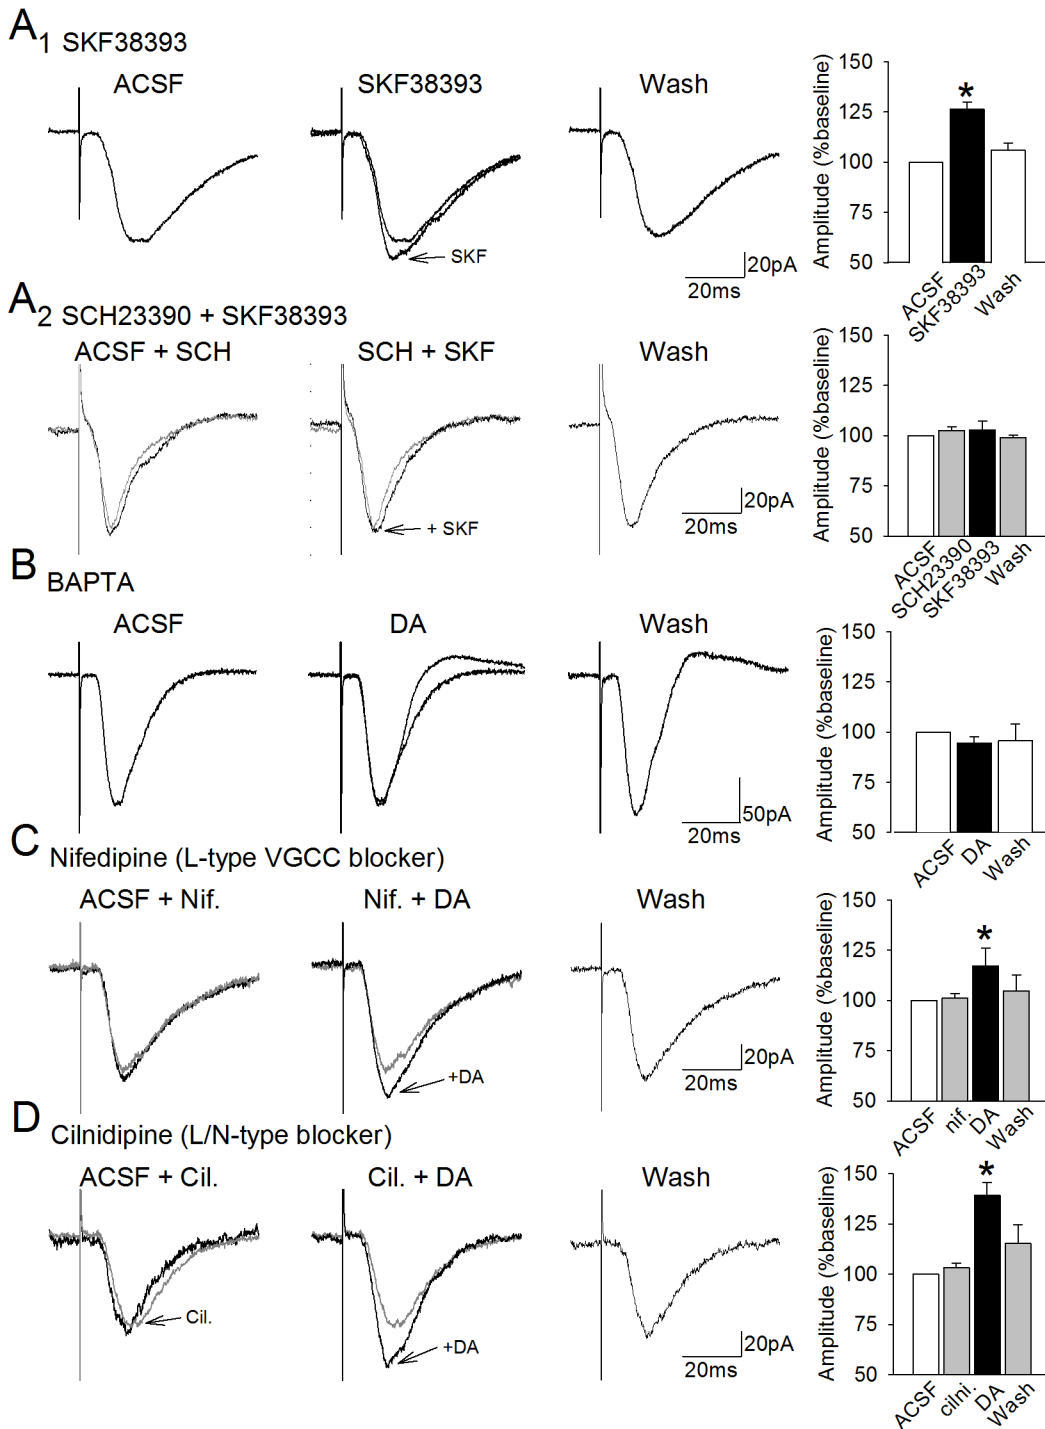 A1 SKF38393
ACSF SKF38393 Wash
SKF
20pA
20ms
Amplitude (%baseline)
150
125
100
75
50
*
ACSF SKF38393 Wash
A2 SCH23390 + SKF38393
ACSF + SCH SCH + SKF Wash
+ SKF
20pA
20ms
Amplitude (%baseline)
150
125
100
75
50
ACSF SCH23390 SKF38393 Wash
B BAPTA
ACSF DA Wash
50pA
20ms
Amplitude (%baseline)
150
125
100
75
50
ACSF DA Wash
C Nifedipine (L-type VGCC blocker)
ACSF + Nif. Nif. + DA Wash
+DA
20pA
20ms
Amplitude (%baseline)
150
125
100
75
50
*
ACSF nif. DA Wash
D Cilnidipine (L/N-type blocker)
ACSF + Cil. Cil. + DA Wash
Cil.
+DA
20pA
20ms
Amplitude (%baseline)
150
125
100
75
50
*
ACSF cilni. DA Wash